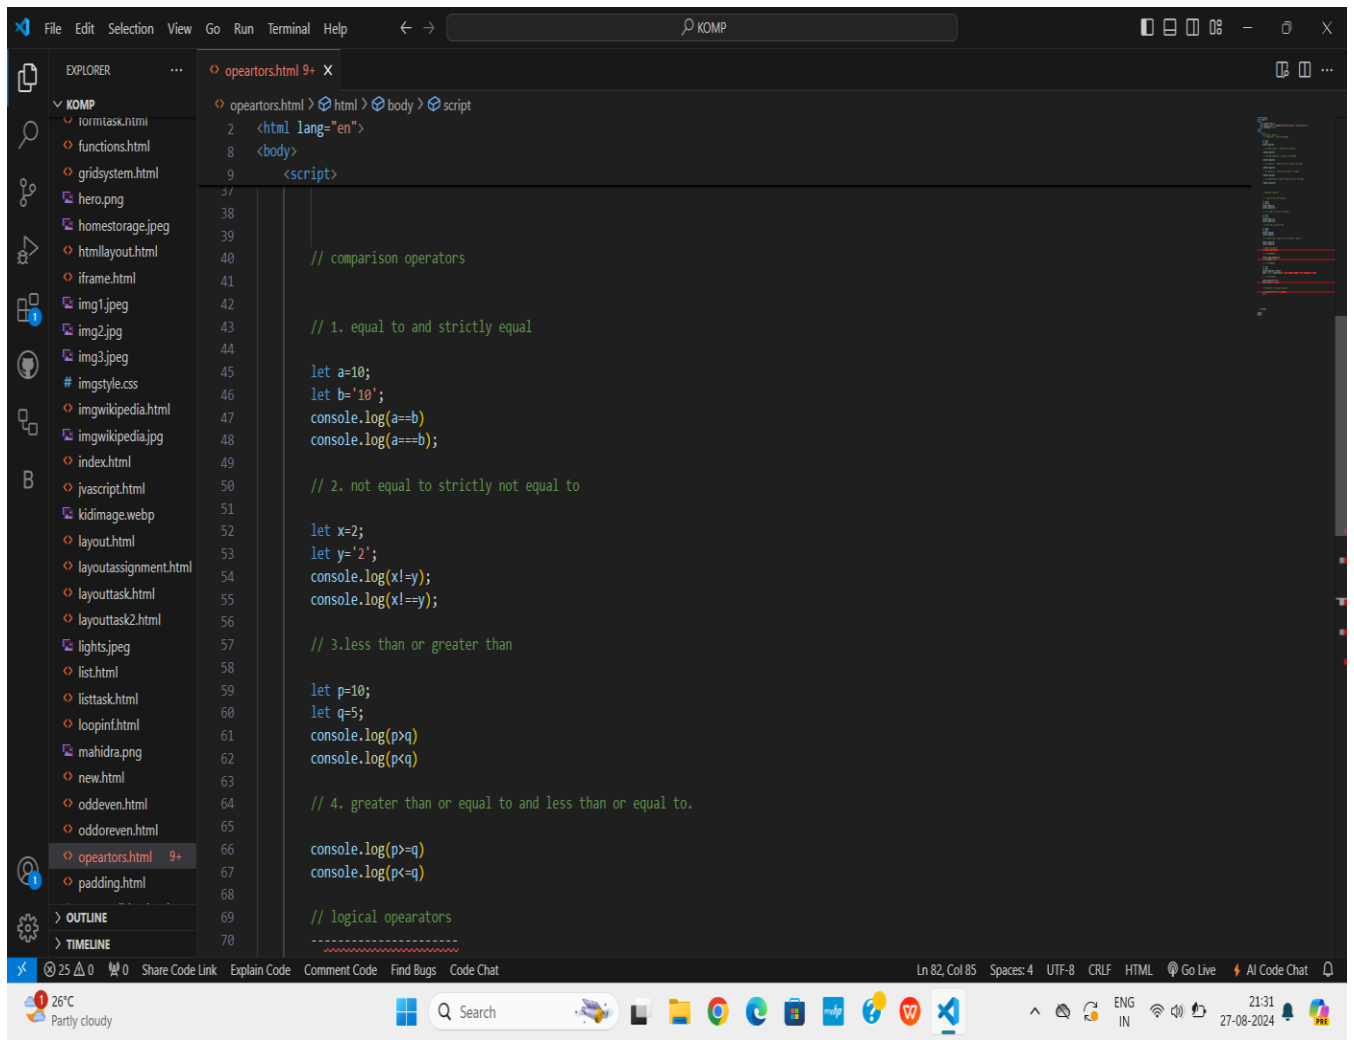 File Edit Selection View Go Run Terminal Help
KOMP
EXPLORER
opeartors.html 9+
KOMP
opeartors.html > html > body > script
formtask.html
functions.html
gridsystem.html
hero.png
homestorage.jpeg
htmllayout.html
iframe.html
img1.jpeg
img2.jpg
img3.jpeg
# imgstyle.css
imgwikipedia.html
imgwikipedia.jpg
index.html
jvascript.html
kidimage.webp
layout.html
layoutassignment.html
layouttask.html
layouttask2.html
lights.jpeg
list.html
listtask.html
loopinf.html
mahidra.png
new.html
oddeven.html
oddoreven.html
opeartors.html 9+
padding.html
OUTLINE
TIMELINE
1
B
1
2 <html lang="en">
8 <body>
9 <script>
37
38
39
40 // comparison operators
41
42
43 // 1. equal to and strictly equal
44
45 let a=10;
46 let b='10';
47 console.log(a==b)
48 console.log(a===b);
49
50 // 2. not equal to strictly not equal to
51
52 let x=2;
53 let y='2';
54 console.log(x!=y);
55 console.log(x!==y);
56
57 // 3.less than or greater than
58
59 let p=10;
60 let q=5;
61 console.log(p>q)
62 console.log(p<q)
63
64 // 4. greater than or equal to and less than or equal to.
65
66 console.log(p>=q)
67 console.log(p<=q)
68
69 // logical opearators
70 ----------------------
25 0 0 Share Code Link Explain Code Comment Code Find Bugs Code Chat Ln 82, Col 85 Spaces: 4 UTF-8 CRLF HTML Go Live AI Code Chat
1 26°C
Partly cloudy
Search
myhp
ENG
IN
21:31
27-08-2024
PRE